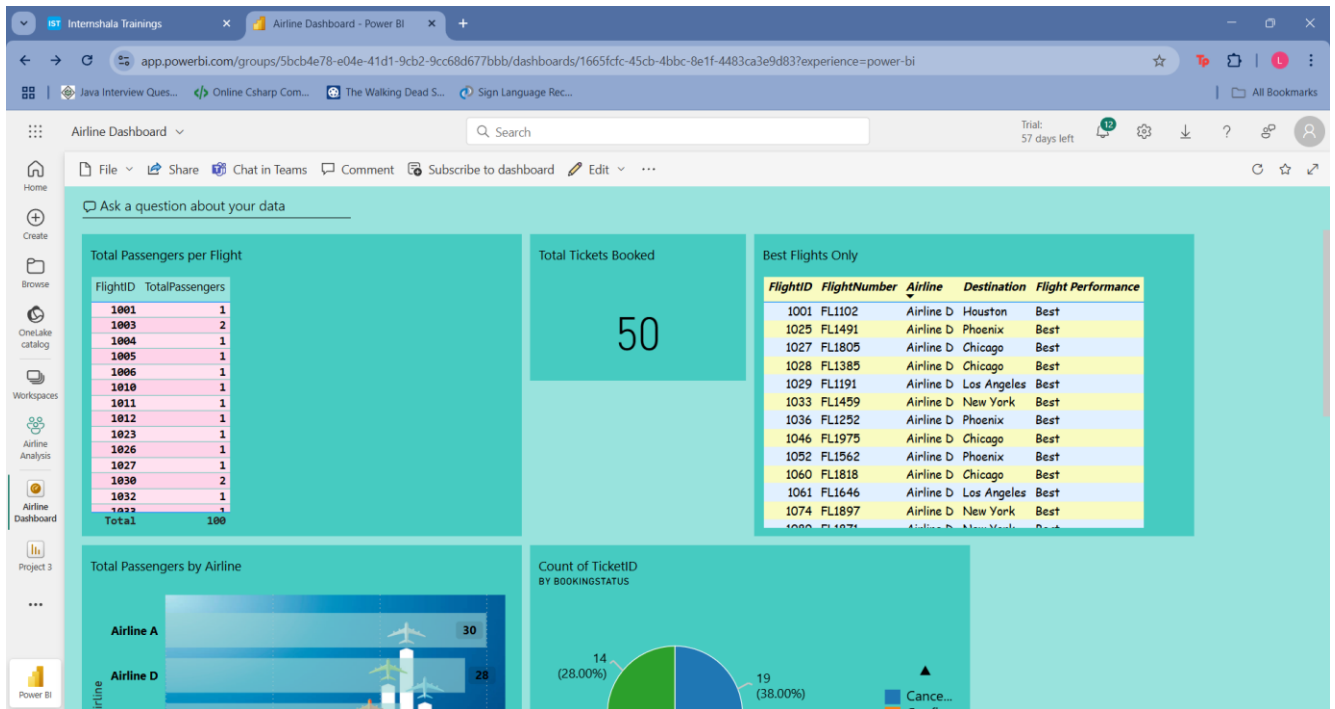 IST Internshala Trainings
Airline Dashboard - Power BI
app.powerbi.com/groups/5bcb4e78-e04e-41d1-9cb2-9cc68d677bbb/dashboards/1665fcfc-45cb-4bbc-8e1f-4483ca3e9d83?experience=power-bi
Tp
L
Java Interview Ques... Online Csharp Com... The Walking Dead S... Sign Language Rec... All Bookmarks
Airline Dashboard
Search
Trial:
57 days left
12
?
File Share Chat in Teams Comment Subscribe to dashboard Edit ...
Home
Create
Browse
OneLake
catalog
Workspaces
Airline
Analysis
Airline
Dashboard
Project 3
...
Power BI
Ask a question about your data
Total Passengers per Flight
FlightID TotalPassengers
1001 1
1003 2
1004 1
1005 1
1006 1
1010 1
1011 1
1012 1
1023 1
1026 1
1027 1
1030 2
1032 1
1033 1
Total 100
Total Tickets Booked
50
Best Flights Only
FlightID FlightNumber Airline Destination Flight Performance
1001 FL1102 Airline D Houston Best
1025 FL1491 Airline D Phoenix Best
1027 FL1805 Airline D Chicago Best
1028 FL1385 Airline D Chicago Best
1029 FL1191 Airline D Los Angeles Best
1033 FL1459 Airline D New York Best
1036 FL1252 Airline D Phoenix Best
1046 FL1975 Airline D Chicago Best
1052 FL1562 Airline D Phoenix Best
1060 FL1818 Airline D Chicago Best
1061 FL1646 Airline D Los Angeles Best
1074 FL1897 Airline D New York Best
Airline D New York Best
Total Passengers by Airline
Airline A 30
Airline D 28
Airline
Count of TicketID
BY BOOKINGSTATUS
14
(28.00%)
19
(38.00%)
Cance...